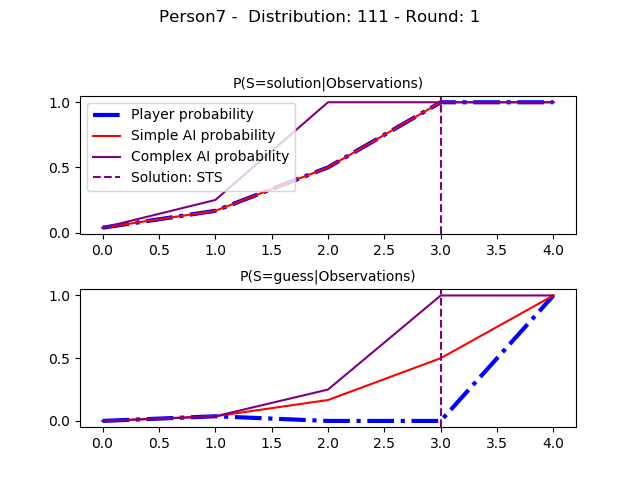 Person7 -  Distribution: 111 - Round: 1
P(S=solution|Observations)
1.0
0.5
0.0
Player probability
Simple AI probability
Complex AI probability
Solution: STS
0.0 0.5 1.0 1.5 2.0 2.5 3.0 3.5 4.0
P(S=guess|Observations)
1.0
0.5
0.0
0.0 0.5 1.0 1.5 2.0 2.5 3.0 3.5 4.0